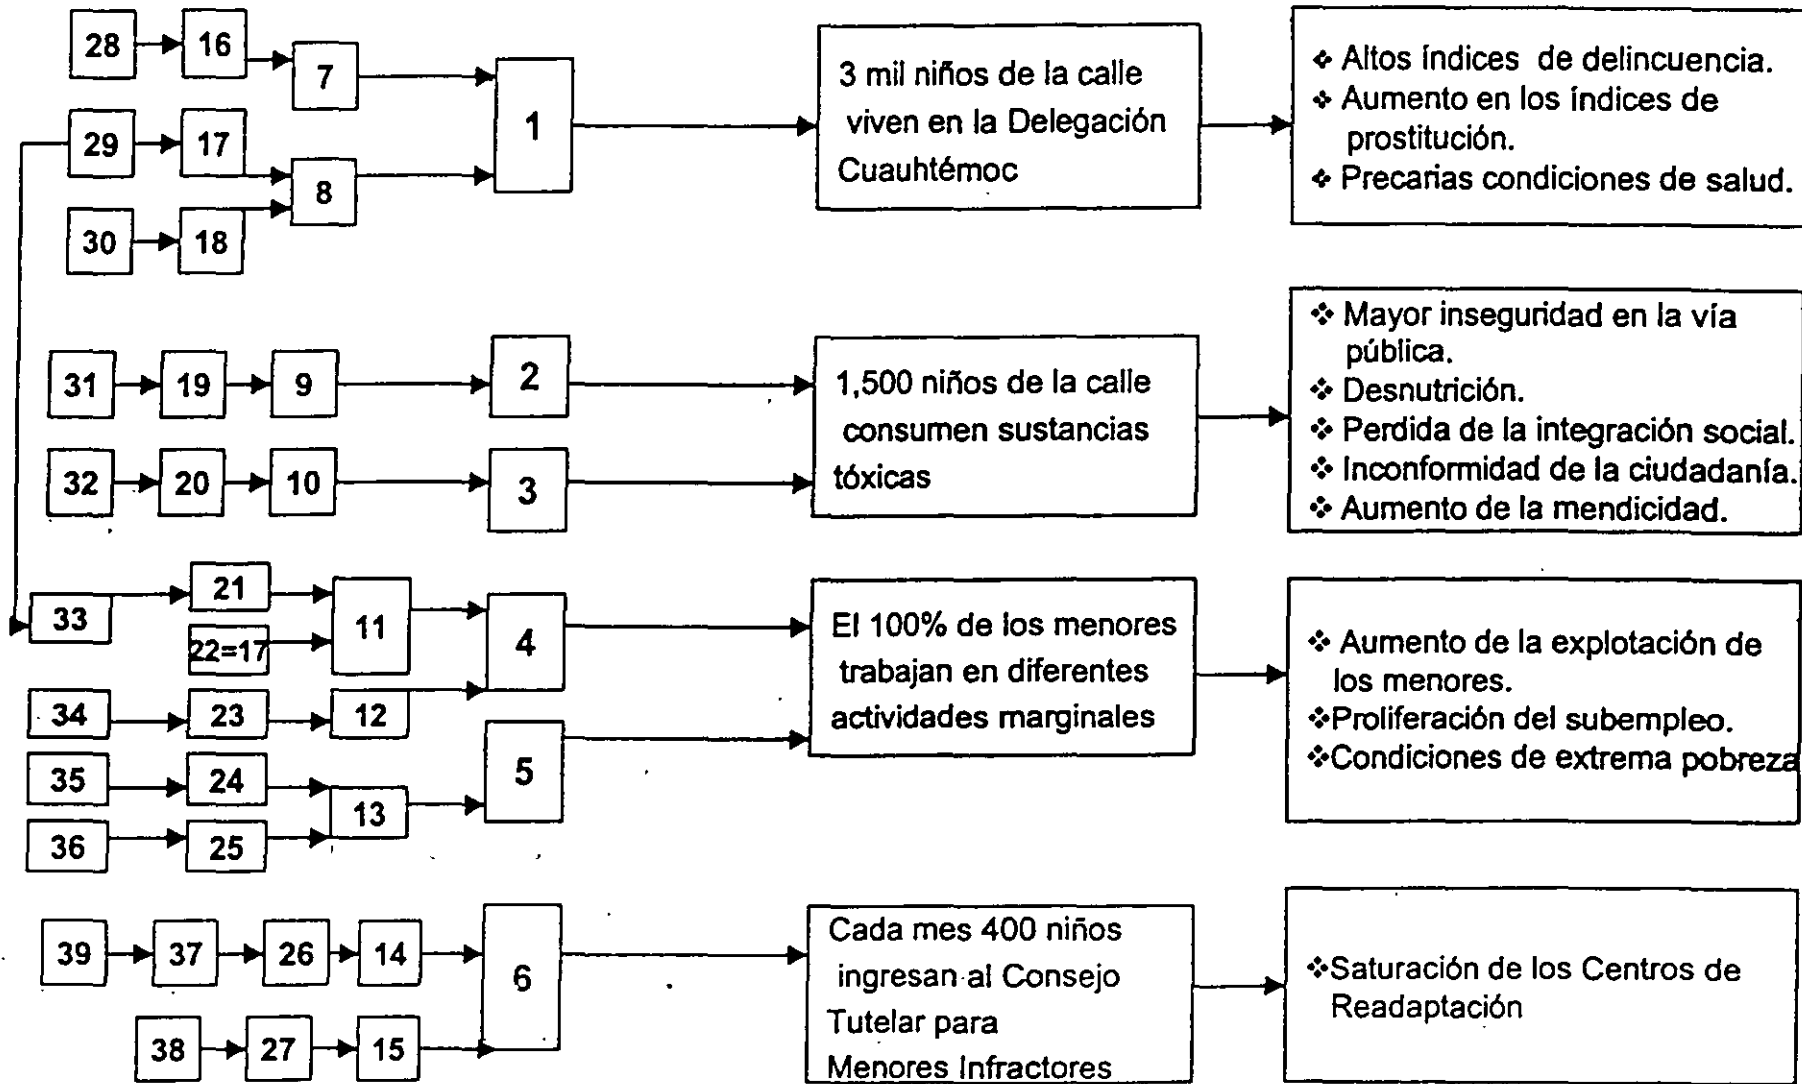 28
16
7
1
29
17
8
30
18
3 mil niños de la calle
viven en la Delegación
Cuauhtémoc
❖ Altos índices de delincuencia.
❖ Aumento en los índices de
prostitución.
❖ Precarias condiciones de salud.
31
19
9
2
32
20
10
3
1,500 niños de la calle
consumen sustancias
tóxicas
❖ Mayor inseguridad en la vía
pública.
❖ Desnutrición.
❖ Perdida de la integración social.
❖ Inconformidad de la ciudadanía.
❖ Aumento de la mendicidad.
33
21
22=17
11
4
34
23
12
35
24
13
5
36
25
El 100% de los menores
trabajan en diferentes
actividades marginales
❖ Aumento de la explotación de
los menores.
❖Proliferación del subempleo.
❖Condiciones de extrema pobreza
39
37
26
14
6
38
27
15
Cada mes 400 niños
ingresan al Consejo
Tutelar para
Menores Infractores
❖Saturación de los Centros de
Readaptación